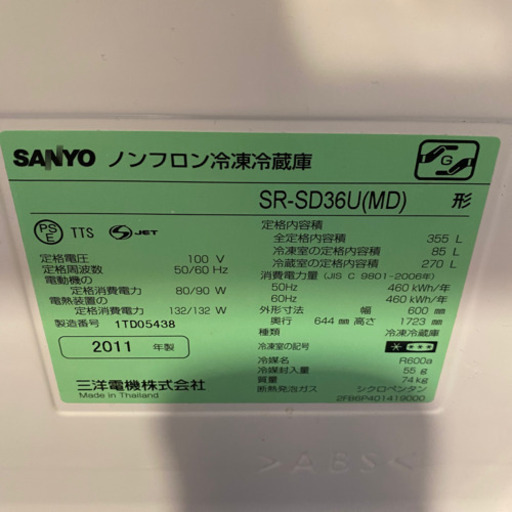 SANYO ノンフロン冷凍冷蔵庫
G
SR-SD36U(MD) 形
PS E TTS S JET
定格電圧 100 V
定格周波数 50/60 Hz
電動機の
定格消費電力 80/90 W
電熱装置の
定格消費電力 132/132 W
製造番号 1TD05438
2011 年製
三洋電機株式会社
Made in Thailand
定格内容積
全定格内容積 355 L
冷凍室の定格内容積 85 L
冷蔵室の定格内容積 270 L
消費電力量 (JIS C 9801-2006年)
50Hz 460 kWh/年
60Hz 460 kWh/年
外形寸法 幅 600 mm
奥行 644 mm 高さ 1723 mm
種類 冷凍冷蔵庫
冷凍室の記号
冷媒名 R600a
冷媒封入量 55 g
質量 74 kg
断熱発泡ガス シクロペンタン
2FB6P401419000
>ABS<